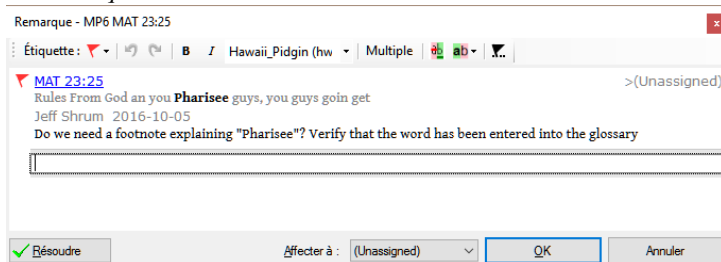 Remarque - MP6 MAT 23:25
x
Étiquette : B I Hawaii_Pidgin (hw Multiple ab ab
MAT 23:25 >(Unassigned)
Rules From God an you Pharisee guys, you guys goin get
Jeff Shrum 2016-10-05
Do we need a footnote explaining "Pharisee"? Verify that the word has been entered into the glossary
Résoudre Affecter à : (Unassigned) OK Annuler